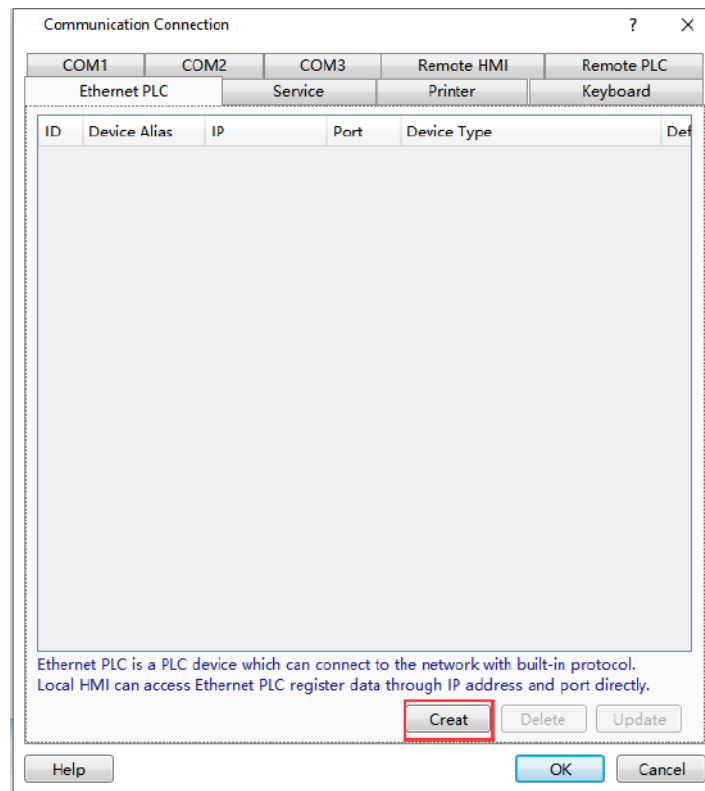 Communication Connection ? ×
COM1 COM2 COM3 Remote HMI Remote PLC
Ethernet PLC Service Printer Keyboard
ID Device Alias IP Port Device Type Def
Ethernet PLC is a PLC device which can connect to the network with built-in protocol.
Local HMI can access Ethernet PLC register data through IP address and port directly.
Creat Delete Update
Help OK Cancel